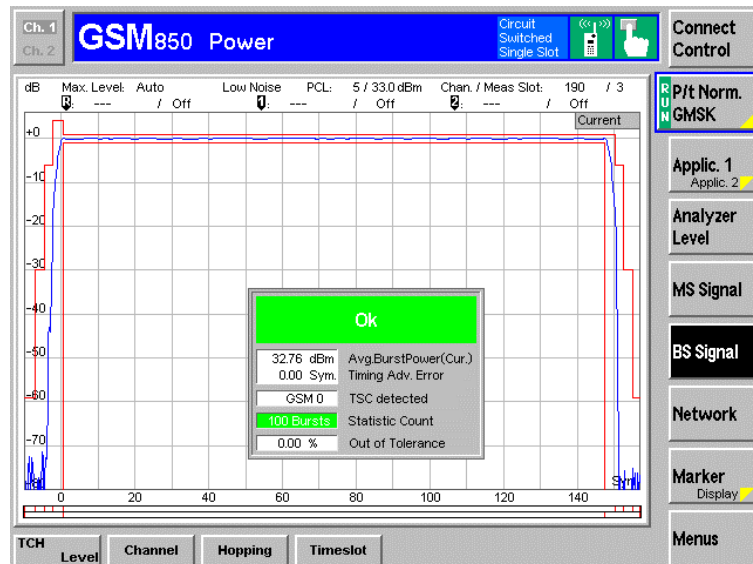 Ch. 1
Ch. 2
GSM850 Power
Circuit
Switched
Single Slot
Connect
Control
dB Max. Level: Auto Low Noise PCL: 5 / 33.0 dBm Chan. / Meas Slot: 190 / 3
R: --- / Off 1: --- / Off 2: --- / Off
Current
RUN
P/t Norm.
GMSK
Applic. 1
Applic. 2
Analyzer
Level
MS Signal
BS Signal
Network
Marker
Display
Menus
+0
-10
-20
-30
-40
-50
-60
-70
Ok
32.76 dBm Avg.BurstPower(Cur.)
0.00 Sym. Timing Adv. Error
GSM 0 TSC detected
100 Bursts Statistic Count
0.00 % Out of Tolerance
0 20 40 60 80 100 120 140
TCH
Level
Channel
Hopping
Timeslot